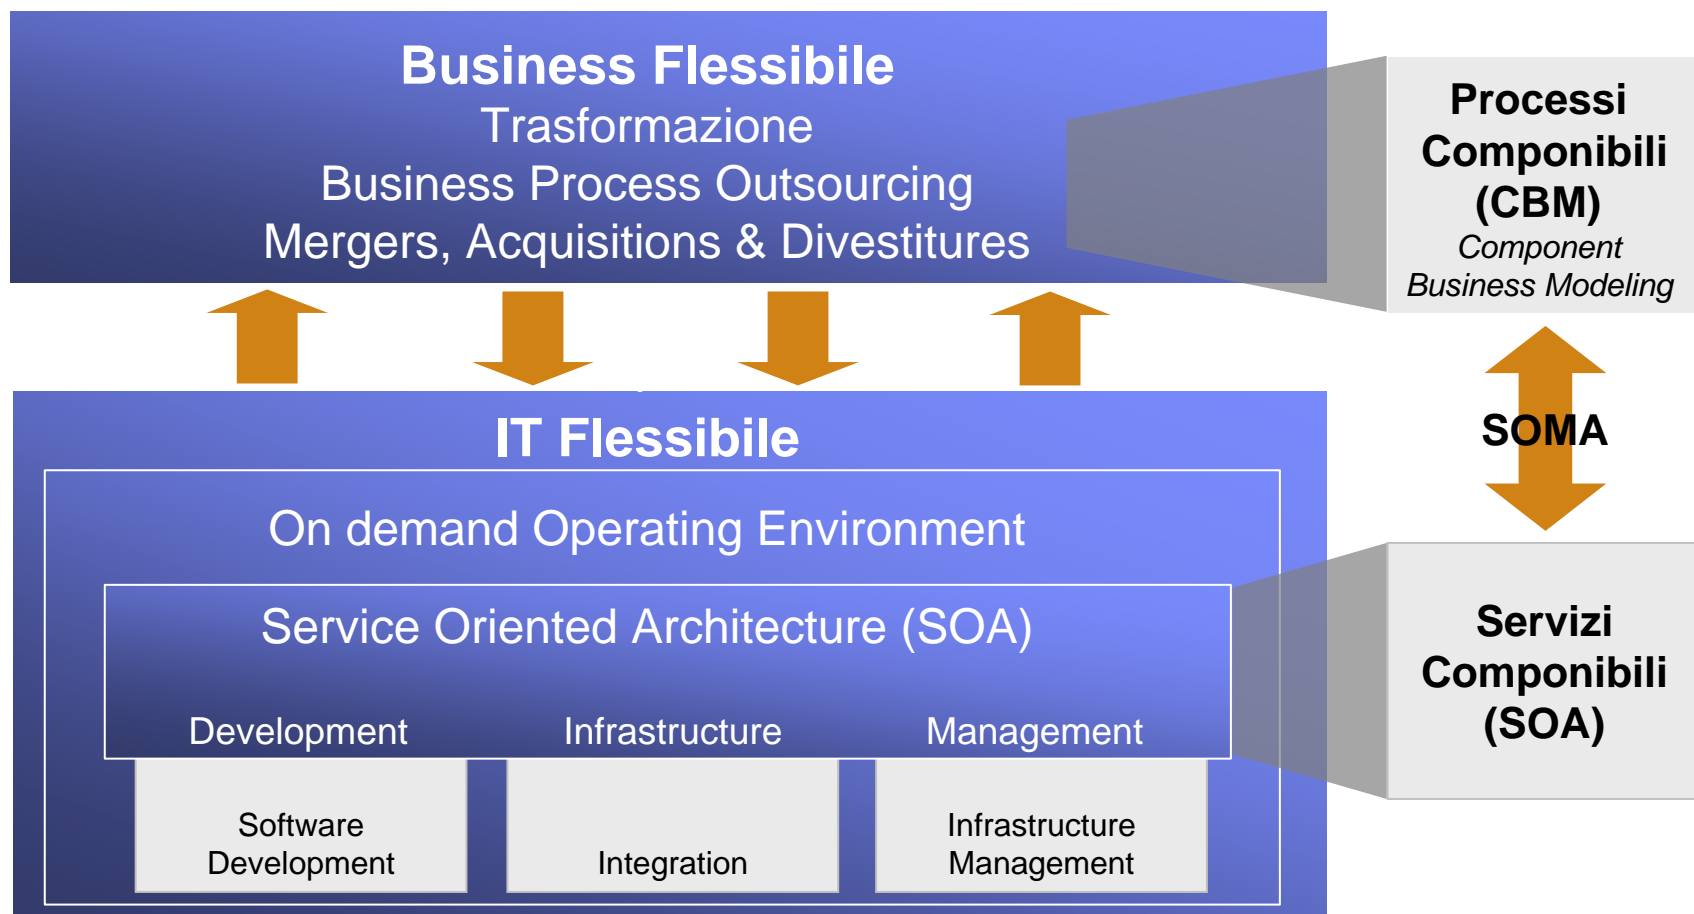 Business Flessibile
Trasformazione
Business Process Outsourcing
Mergers, Acquisitions & Divestitures
Processi
Componibili
(CBM)
Component
Business Modeling
SOMA
IT Flessibile
On demand Operating Environment
Service Oriented Architecture (SOA)
Development
Infrastructure
Management
Software
Development
Integration
Infrastructure
Management
Servizi
Componibili
(SOA)